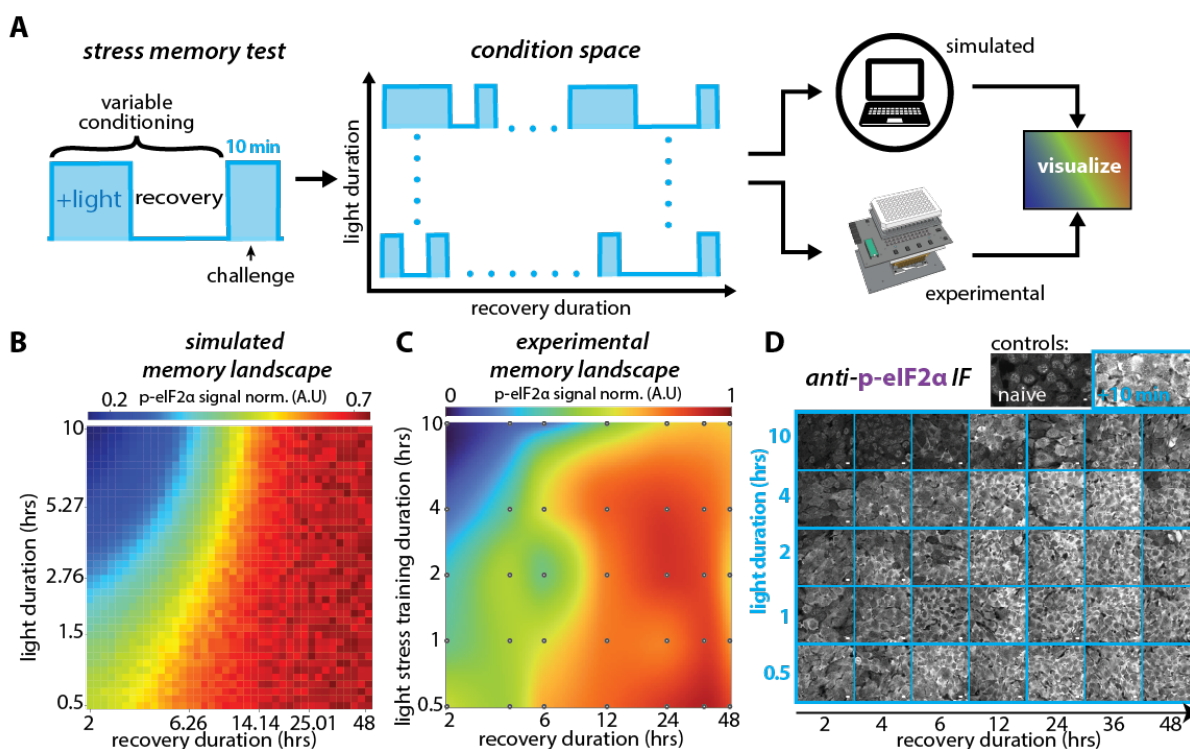 A
stress memory test
variable
conditioning
10 min
+light
recovery
challenge
condition space
light duration
recovery duration
simulated
experimental
visualize
B
simulated
memory landscape
p-eIF2α signal norm. (A.U)
0.2
0.7
light duration (hrs)
10
5.27
2.76
1.5
0.5
2
6.26
14.14
25.01
48
recovery duration (hrs)
C
experimental
memory landscape
0
1
p-eIF2α signal norm. (A.U)
light stress training duration (hrs)
10
4
2
1
0.5
2
6
12
24
48
recovery duration (hrs)
D
anti-p-eIF2α IF
controls:
naïve
+10 min
light duration (hrs)
10
4
2
1
0.5
2
4
6
12
24
36
48
recovery duration (hrs)